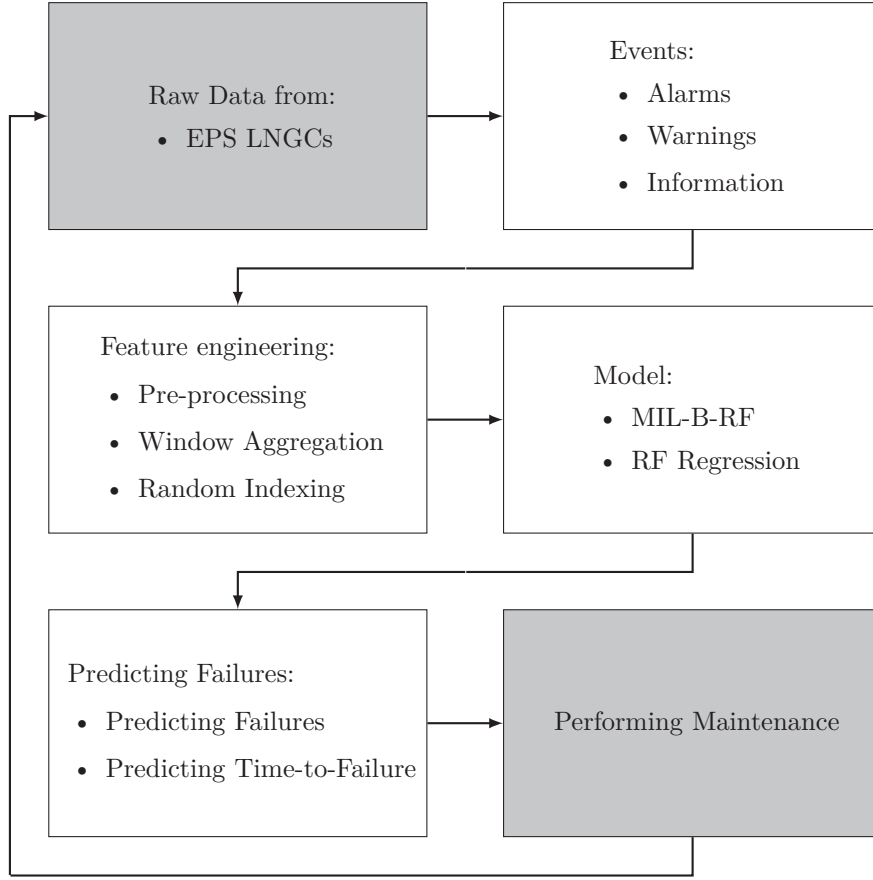 Raw Data from:
• EPS LNGCs
Events:
• Alarms
• Warnings
• Information
Feature engineering:
• Pre-processing
• Window Aggregation
• Random Indexing
Model:
• MIL-B-RF
• RF Regression
Predicting Failures:
• Predicting Failures
• Predicting Time-to-Failure
Performing Maintenance